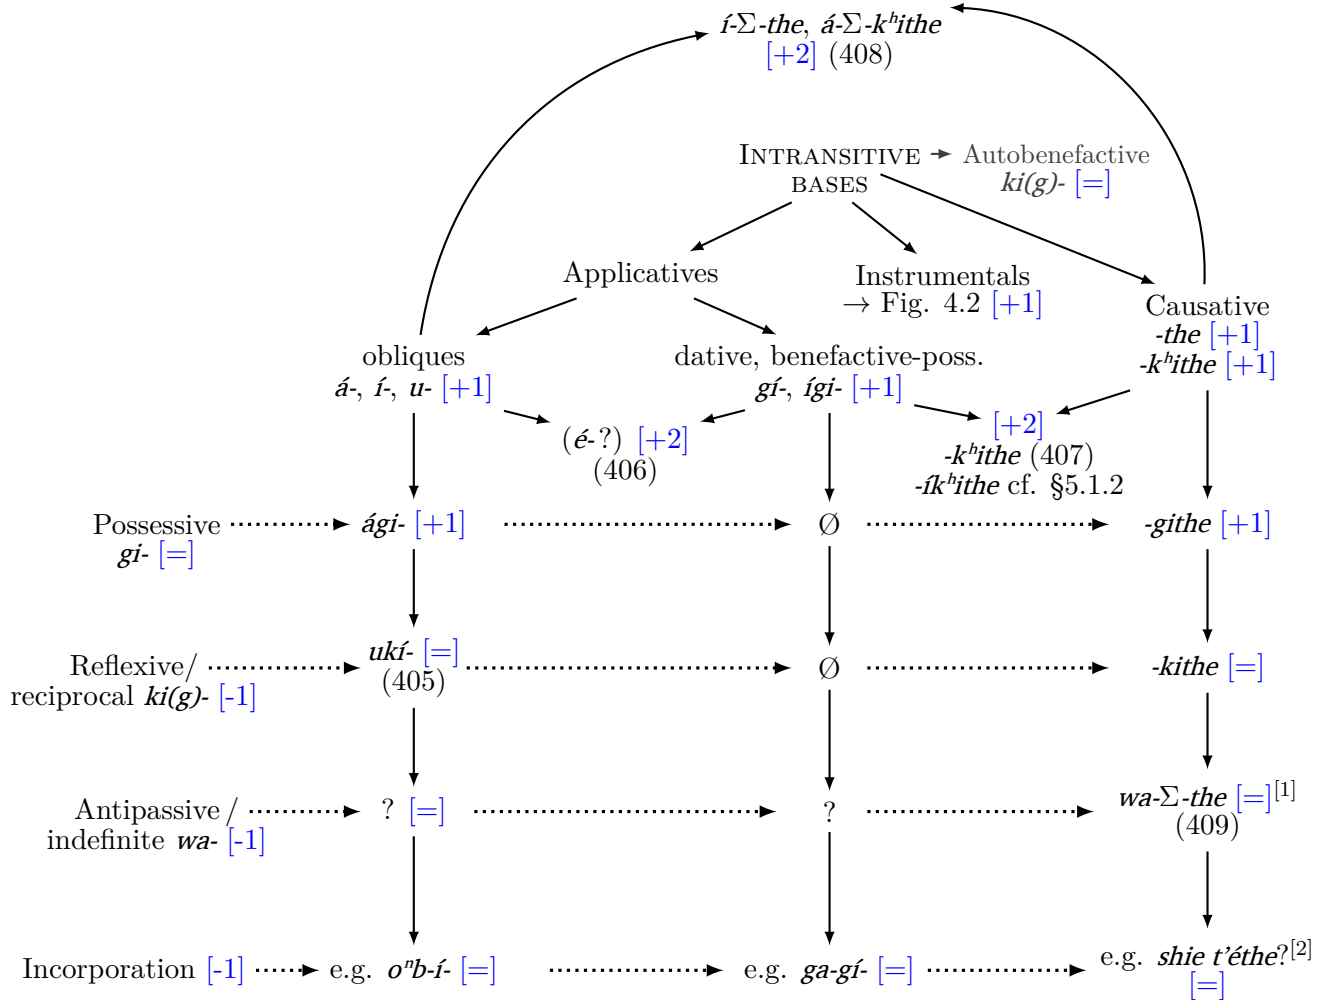 í-Σ-the, á-Σ-kʰithe
[+2] (408)
INTRANSITIVE
BASES
Autobenefactive
ki(g)- [=]
Applicatives
Instrumentals
→ Fig. 4.2 [+1]
Causative
-the [+1]
-kʰithe [+1]
obliques
á-, í-, u- [+1]
dative, benefactive-poss.
gí-, ígi- [+1]
(é-?) [+2]
(406)
[+2]
-kʰithe (407)
-íkʰithe cf. §5.1.2
Possessive
gi- [=]
ági- [+1]
Ø
-githe [+1]
Reflexive/
reciprocal ki(g)- [-1]
ukí- [=]
(405)
Ø
-kithe [=]
Antipassive/
indefinite wa- [-1]
? [=]
?
wa-Σ-the [=][1]
(409)
Incorporation [-1]
e.g. oⁿb-í- [=]
e.g. ga-gí- [=]
e.g. shie t'éthe?[2]
[=]